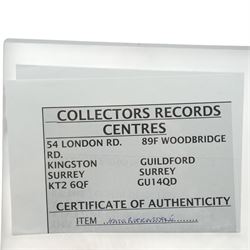 COLLECTORS RECORDS
CENTRES
54 LONDON RD. 89F WOODBRIDGE
RD.
KINGSTON GUILDFORD
SURREY SURREY
KT2 6QF GU14QD
CERTIFICATE OF AUTHENTICITY
ITEM